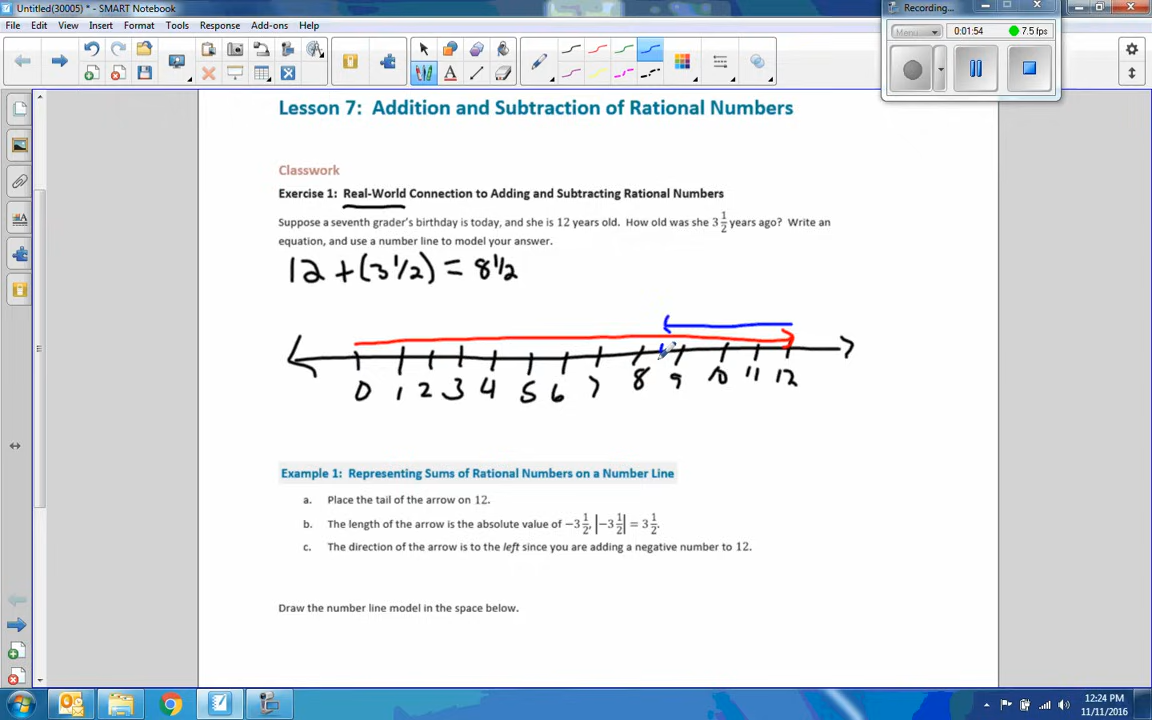 Untitled(30005) * - SMART Notebook
Recording...
File Edit View Insert Format Tools Response Add-ons Help
Menu 0:01:54 7.5 fps
Lesson 7: Addition and Subtraction of Rational Numbers
Classwork
Exercise 1: Real-World Connection to Adding and Subtracting Rational Numbers
Suppose a seventh grader's birthday is today, and she is 12 years old. How old was she 3 1/2 years ago? Write an
equation, and use a number line to model your answer.
12 + (3 1/2) = 8 1/2
0 1 2 3 4 5 6 7 8 9 10 11 12
Example 1: Representing Sums of Rational Numbers on a Number Line
a. Place the tail of the arrow on 12.
b. The length of the arrow is the absolute value of −3 1/2, |−3 1/2| = 3 1/2.
c. The direction of the arrow is to the left since you are adding a negative number to 12.
Draw the number line model in the space below.
12:24 PM
11/11/2016